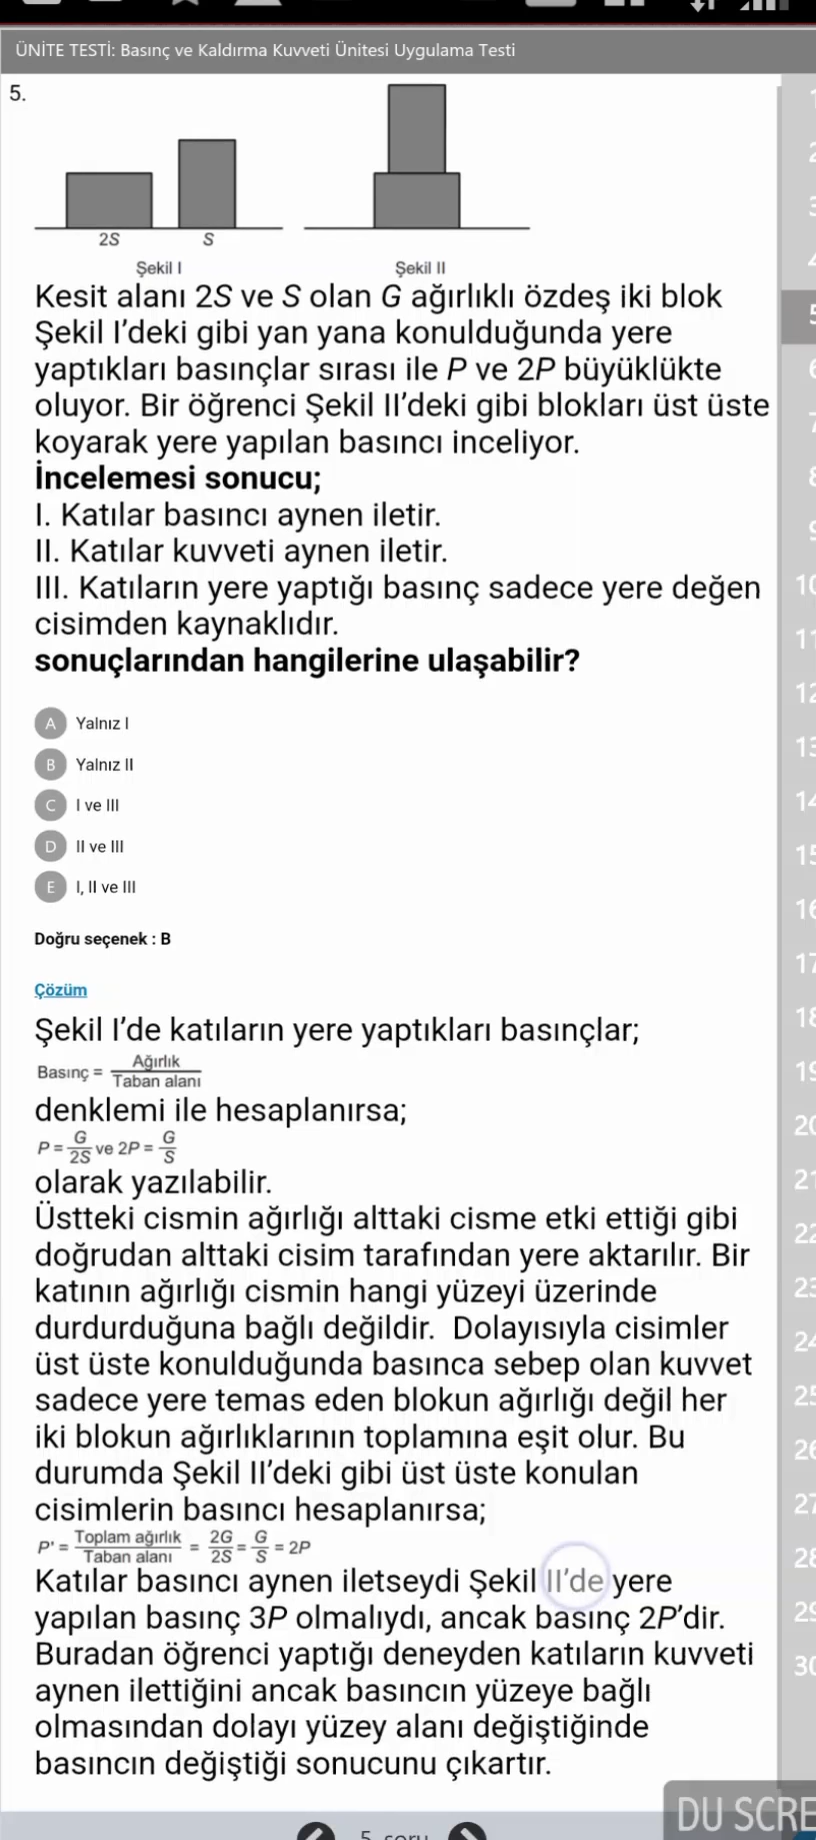 ÜNİTE TESTİ: Basınç ve Kaldırma Kuvveti Ünitesi Uygulama Testi
5.
2S
S
Şekil I
Şekil II
Kesit alanı 2S ve S olan G ağırlıklı özdeş iki blok
Şekil I'deki gibi yan yana konulduğunda yere
yaptıkları basınçlar sırası ile P ve 2P büyüklükte
oluyor. Bir öğrenci Şekil II'deki gibi blokları üst üste
koyarak yere yapılan basıncı inceliyor.
İncelemesi sonucu;
I. Katılar basıncı aynen iletir.
II. Katılar kuvveti aynen iletir.
III. Katıların yere yaptığı basınç sadece yere değen
cisimden kaynaklıdır.
sonuçlarından hangilerine ulaşabilir?
A Yalnız I
B Yalnız II
C I ve III
D II ve III
E I, II ve III
Doğru seçenek : B
Çözüm
Şekil I'de katıların yere yaptıkları basınçlar;
Basınç = Ağırlık / Taban alanı
denklemi ile hesaplanırsa;
P = G / 2S ve 2P = G / S
olarak yazılabilir.
Üstteki cismin ağırlığı alttaki cisme etki ettiği gibi
doğrudan alttaki cisim tarafından yere aktarılır. Bir
katının ağırlığı cismin hangi yüzeyi üzerinde
durdurduğuna bağlı değildir. Dolayısıyla cisimler
üst üste konulduğunda basınca sebep olan kuvvet
sadece yere temas eden blokun ağırlığı değil her
iki blokun ağırlıklarının toplamına eşit olur. Bu
durumda Şekil II'deki gibi üst üste konulan
cisimlerin basıncı hesaplanırsa;
P' = Toplam ağırlık / Taban alanı = 2G / 2S = G / S = 2P
Katılar basıncı aynen iletseydi Şekil II'de yere
yapılan basınç 3P olmalıydı, ancak basınç 2P'dir.
Buradan öğrenci yaptığı deneyden katıların kuvveti
aynen ilettiğini ancak basıncın yüzeye bağlı
olmasından dolayı yüzey alanı değiştiğinde
basıncın değiştiği sonucunu çıkartır.
5. soru
DU SCRE